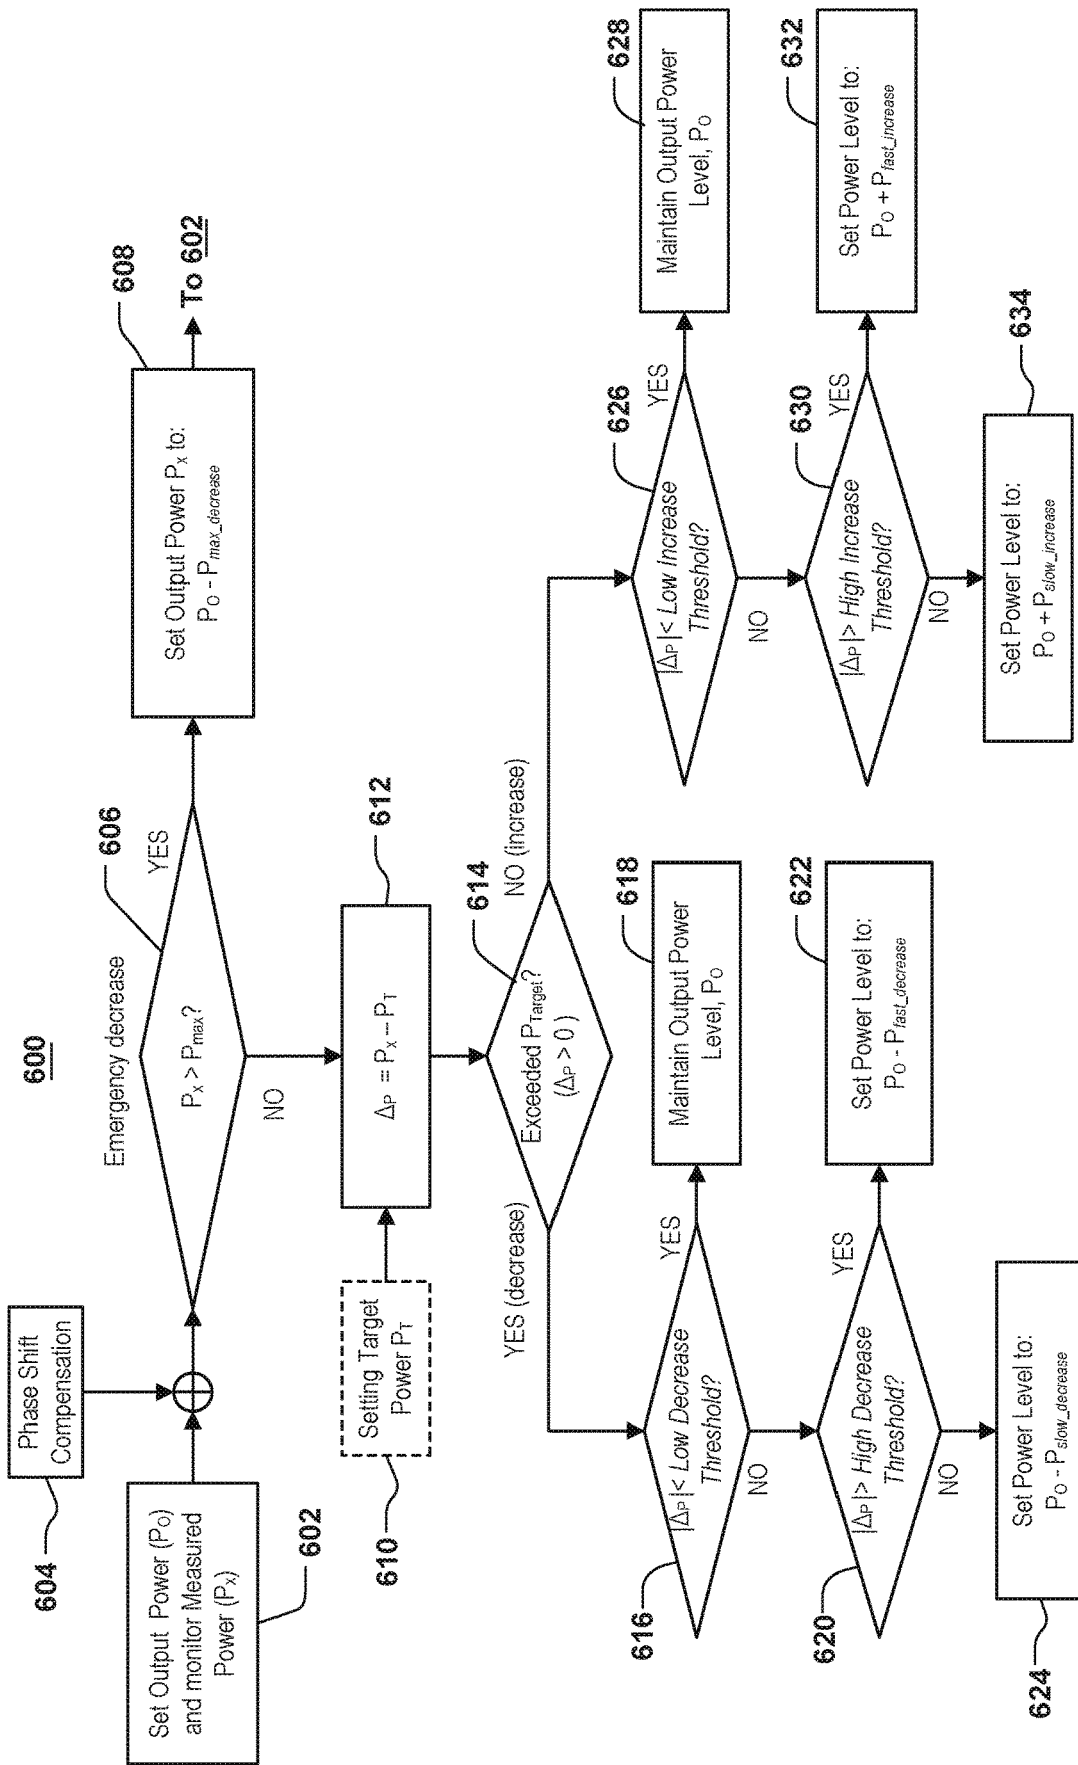 600
604
Phase Shift
Compensation
Set Output Power (PO)
and monitor Measured
Power (PX)
602
Emergency decrease
606
PX > Pmax?
YES
NO
608
Set Output Power PX to:
PO - Pmax_decrease
To 602
610
Setting Target
Power PT
612
ΔP = PX – PT
614
Exceeded PTarget?
(ΔP > 0 )
YES (decrease)
NO (increase)
616
|ΔP|< Low Decrease
Threshold?
YES
NO
618
Maintain Output Power
Level, PO
620
|ΔP|> High Decrease
Threshold?
YES
NO
622
Set Power Level to:
PO - Pfast_decrease
624
Set Power Level to:
PO - Pslow_decrease
626
|ΔP|< Low Increase
Threshold?
YES
NO
628
Maintain Output Power
Level, PO
630
|ΔP|> High Increase
Threshold?
YES
NO
632
Set Power Level to:
PO + Pfast_increase
634
Set Power Level to:
PO + Pslow_increase